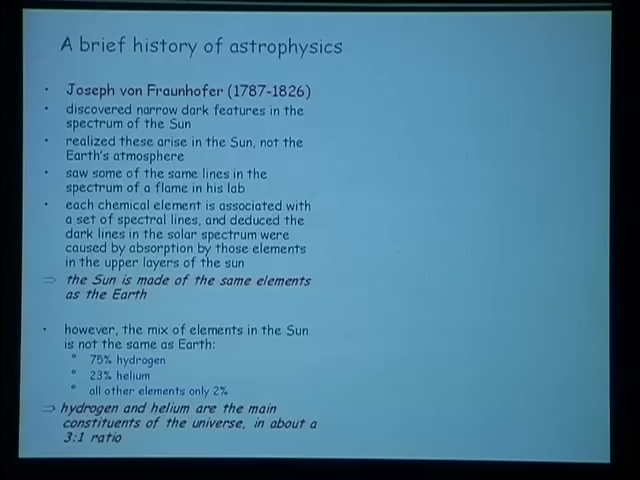 A brief history of astrophysics
• Joseph von Fraunhofer (1787-1826)
• discovered narrow dark features in the
spectrum of the Sun
• realized these arise in the Sun, not the
Earth's atmosphere
• saw some of the same lines in the
spectrum of a flame in his lab
• each chemical element is associated with
a set of spectral lines, and deduced the
dark lines in the solar spectrum were
caused by absorption by those elements
in the upper layers of the sun
⇒ the Sun is made of the same elements
as the Earth
• however, the mix of elements in the Sun
is not the same as Earth:
° 75% hydrogen
° 23% helium
° all other elements only 2%
⇒ hydrogen and helium are the main
constituents of the universe, in about a
3:1 ratio